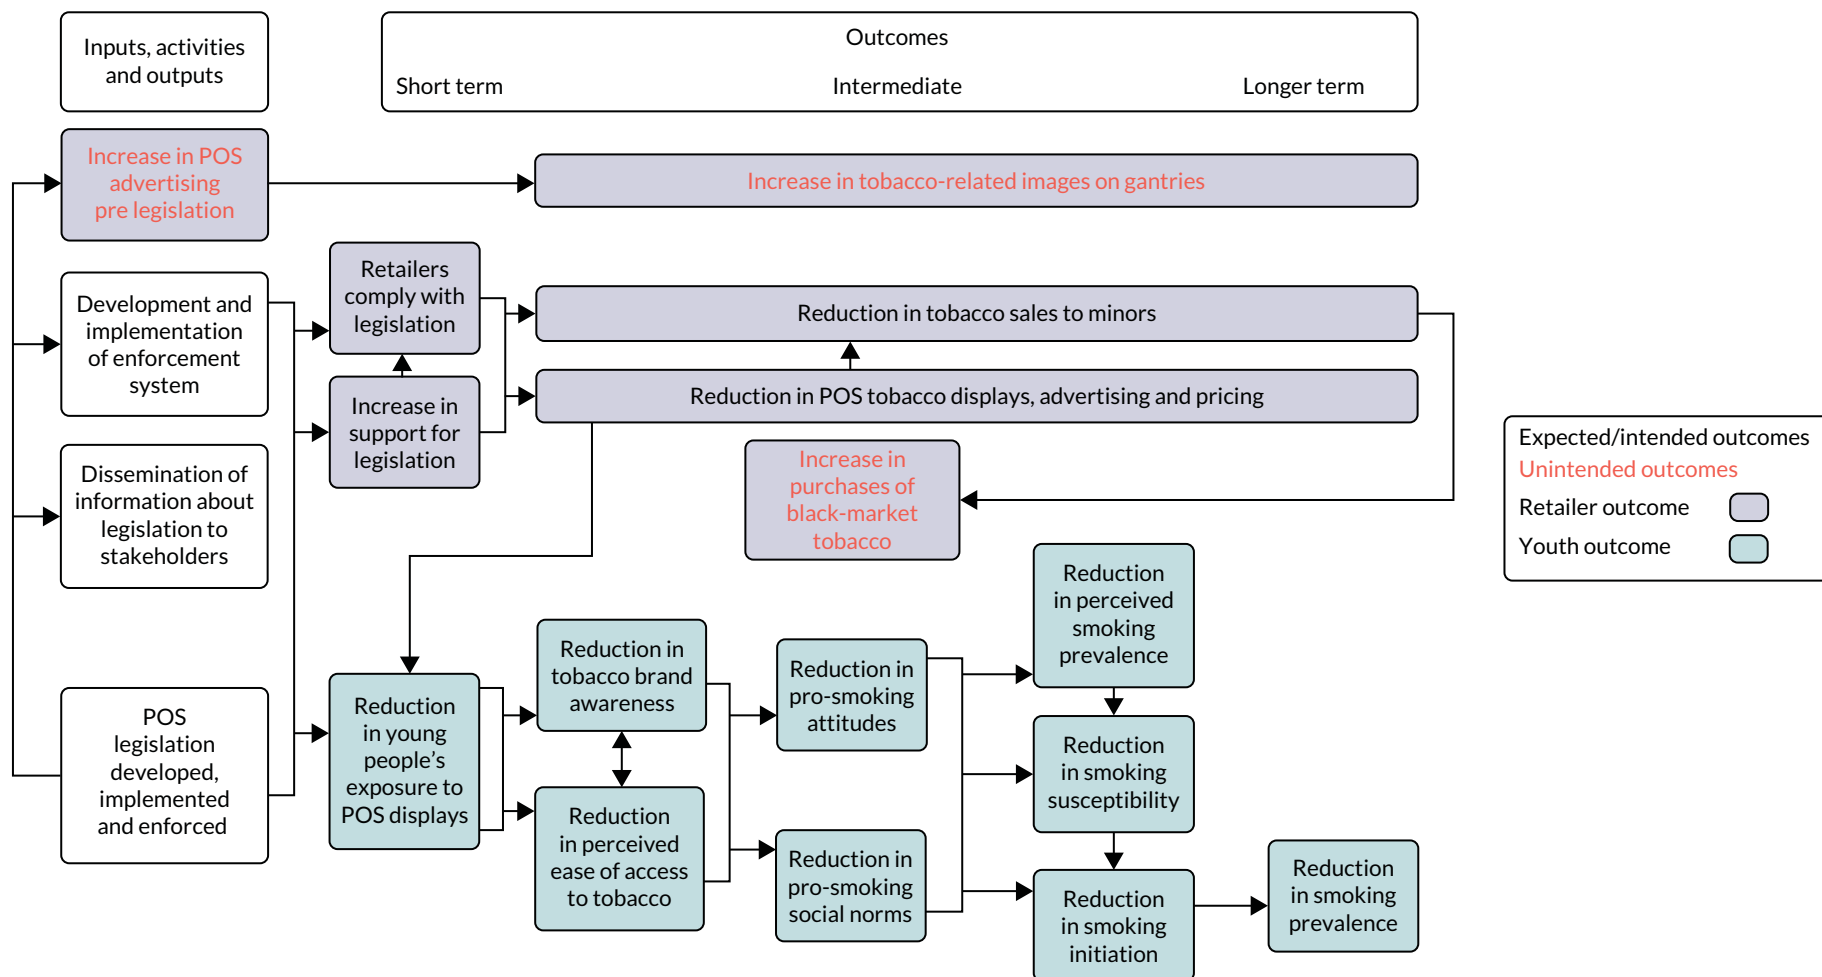 Inputs, activities
and outputs
Outcomes
Short term
Intermediate
Longer term
Increase in POS
advertising
pre legislation
Increase in tobacco-related images on gantries
Development and
implementation
of enforcement
system
Retailers
comply with
legislation
Reduction in tobacco sales to minors
Increase in
support for
legislation
Reduction in POS tobacco displays, advertising and pricing
Dissemination of
information about
legislation to
stakeholders
Increase in
purchases of
black-market
tobacco
Expected/intended outcomes
Unintended outcomes
Retailer outcome
Youth outcome
POS
legislation
developed,
implemented
and enforced
Reduction
in young
people’s
exposure to
POS displays
Reduction in
tobacco brand
awareness
Reduction
in perceived
ease of access
to tobacco
Reduction in
pro-smoking
attitudes
Reduction in
pro-smoking
social norms
Reduction
in perceived
smoking
prevalence
Reduction
in smoking
susceptibility
Reduction
in smoking
initiation
Reduction
in smoking
prevalence